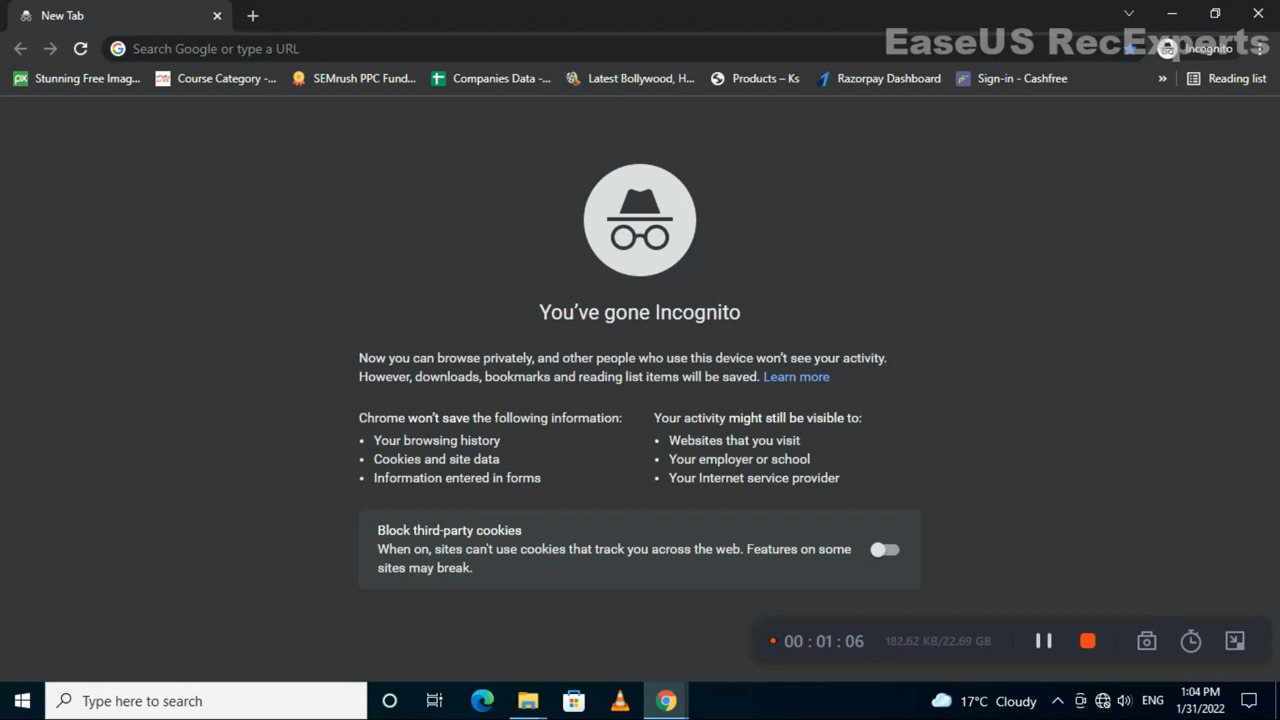 New Tab
Search Google or type a URL
EaseUS RecExperts
Incognito
Stunning Free Imag... Course Category -... SEMrush PPC Fund... Companies Data -... Latest Bollywood, H... Products – Ks Razorpay Dashboard Sign-in - Cashfree » Reading list
You've gone Incognito
Now you can browse privately, and other people who use this device won't see your activity.
However, downloads, bookmarks and reading list items will be saved. Learn more
Chrome won't save the following information:
• Your browsing history
• Cookies and site data
• Information entered in forms
Your activity might still be visible to:
• Websites that you visit
• Your employer or school
• Your Internet service provider
Block third-party cookies
When on, sites can't use cookies that track you across the web. Features on some
sites may break.
00 : 01 : 06 182.62 KB/22.69 GB
Type here to search
17°C Cloudy
ENG
1:04 PM
1/31/2022